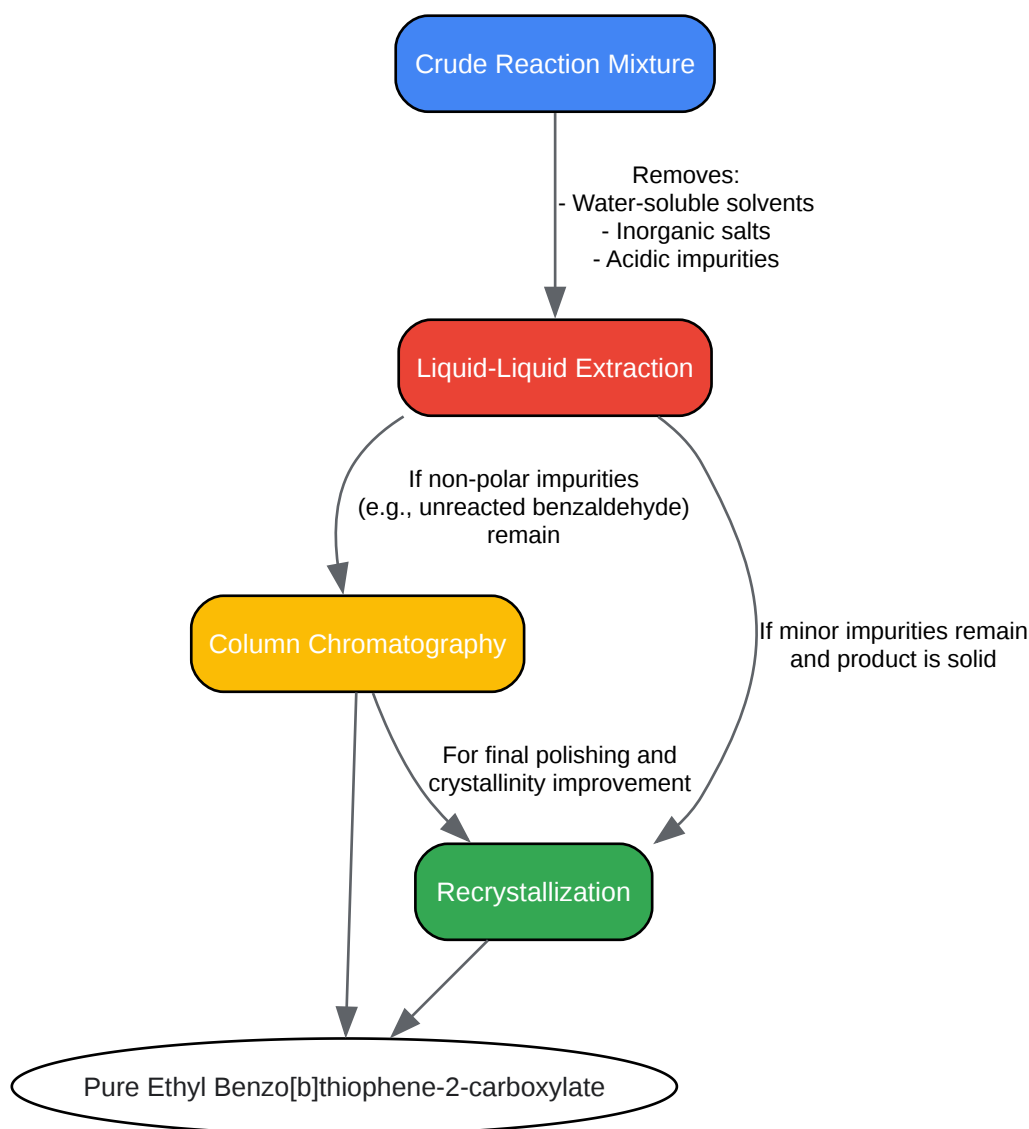 Crude Reaction Mixture
Removes:
- Water-soluble solvents
- Inorganic salts
- Acidic impurities
Liquid-Liquid Extraction
If non-polar impurities
(e.g., unreacted benzaldehyde)
remain
Column Chromatography
If minor impurities remain
and product is solid
For final polishing and
crystallinity improvement
Recrystallization
Pure Ethyl Benzo[b]thiophene-2-carboxylate